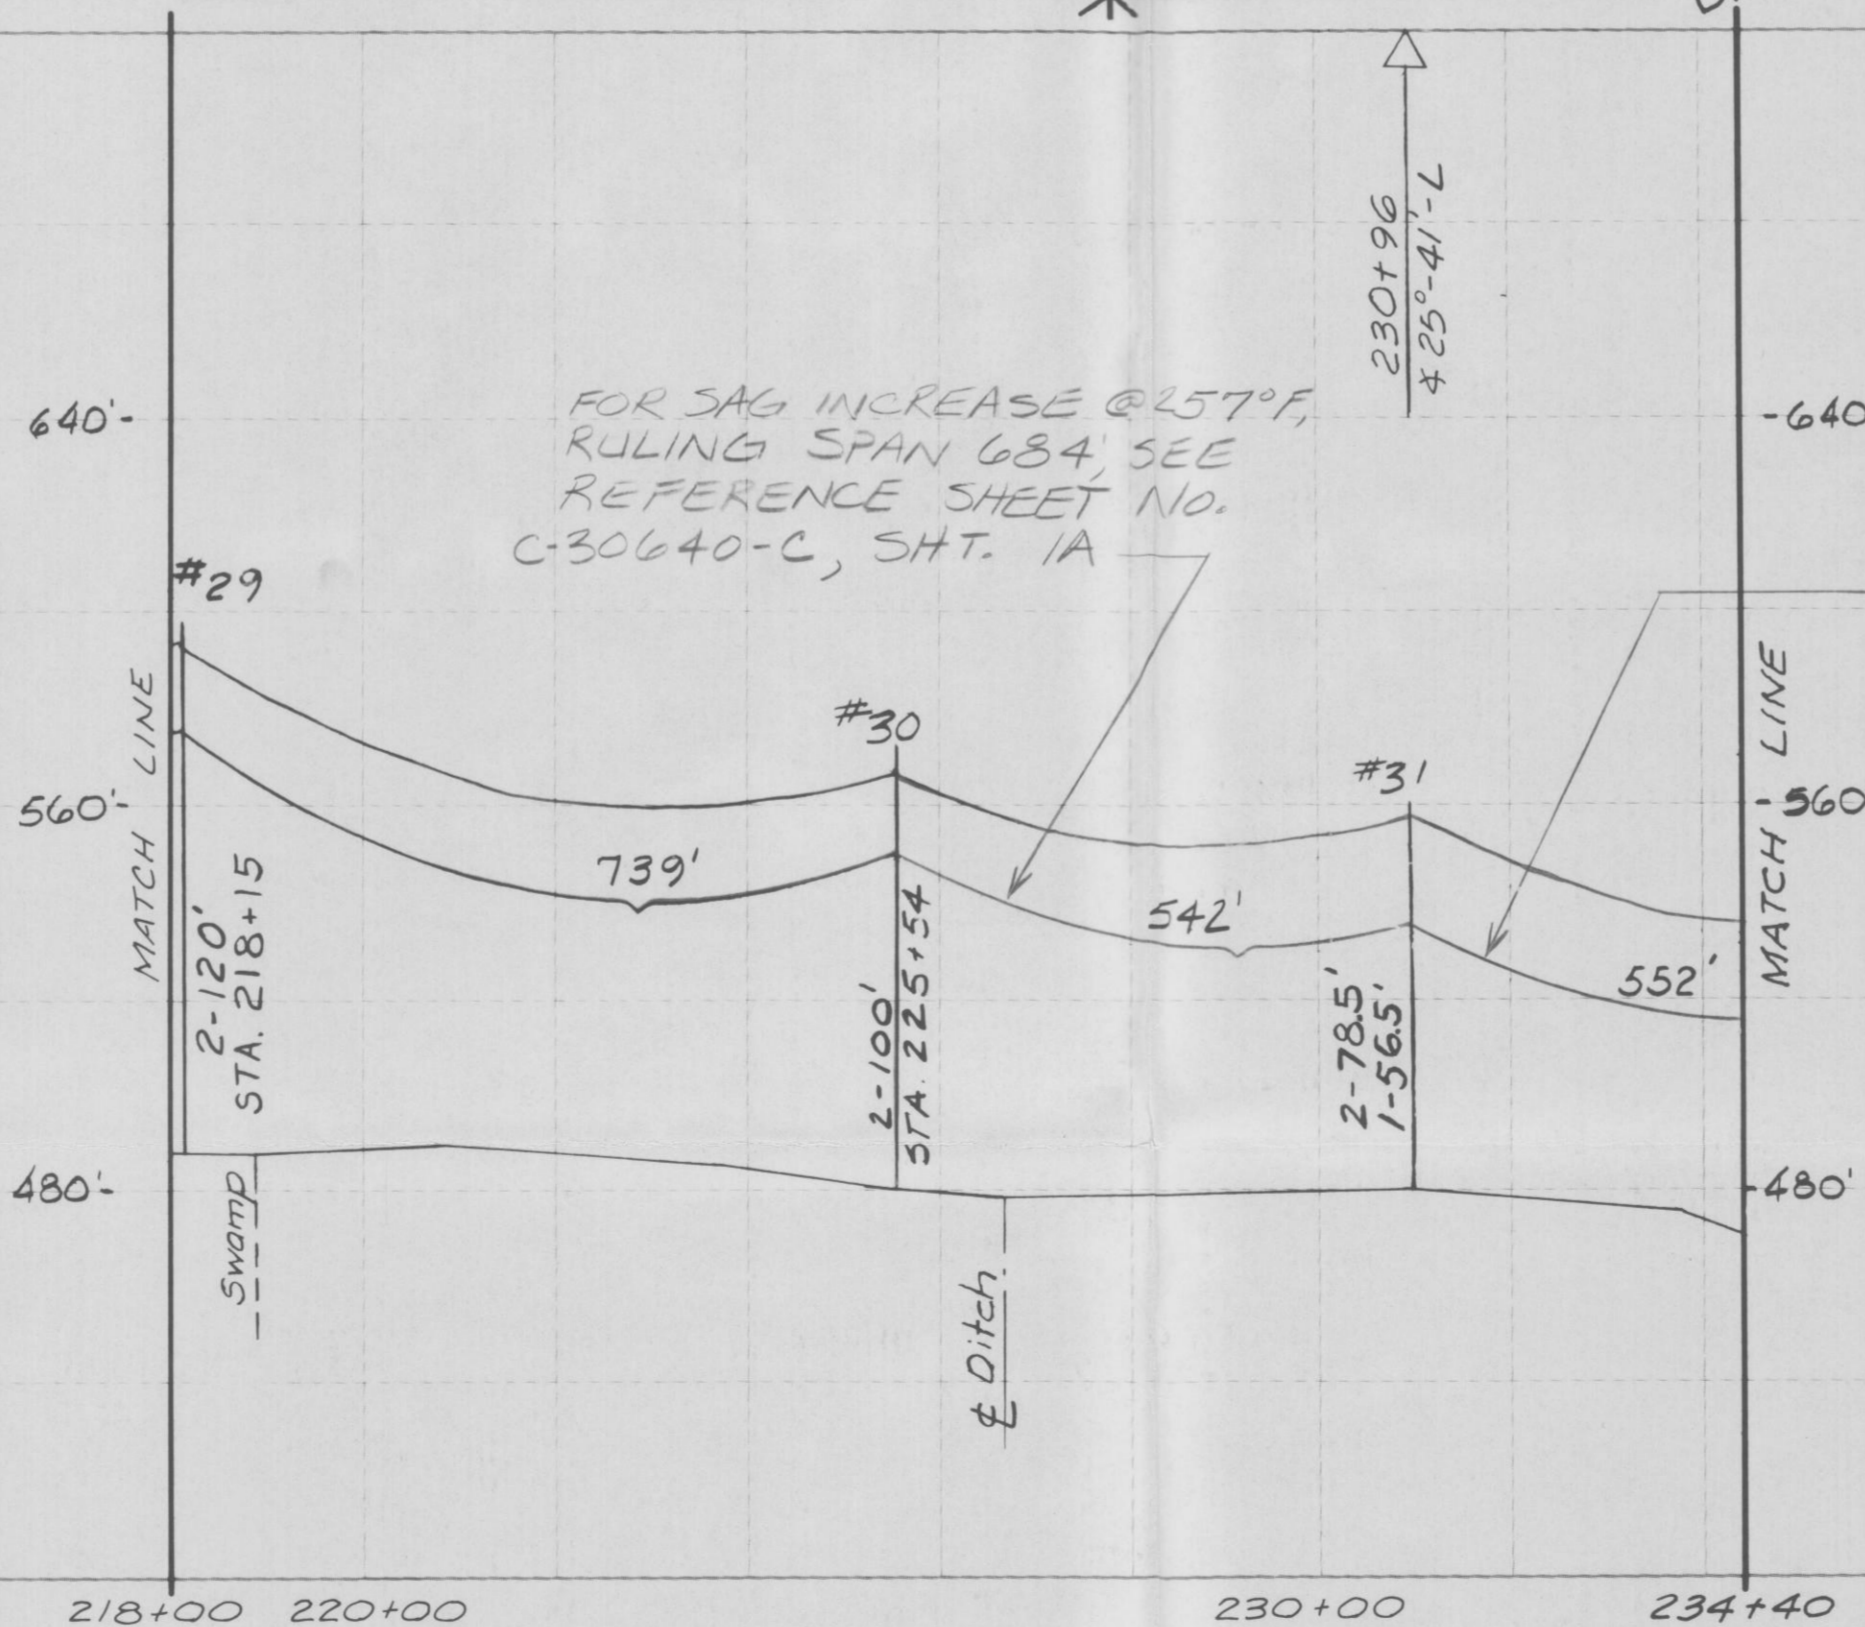 230+96
∡ 25°-41'-L
640'-
-640
FOR SAG INCREASE @ 257°F,
RULING SPAN 684', SEE
REFERENCE SHEET NO.
C-30640-C, SHT. 1A
#29
#30
#31
MATCH LINE
MATCH LINE
560'-
-560
739'
542'
552'
2-120'
STA. 218+15
2-100'
STA. 225+54
2-78.5'
1-56.5'
480'-
-480'
Swamp
℄ Ditch
218+00
220+00
230+00
234+40